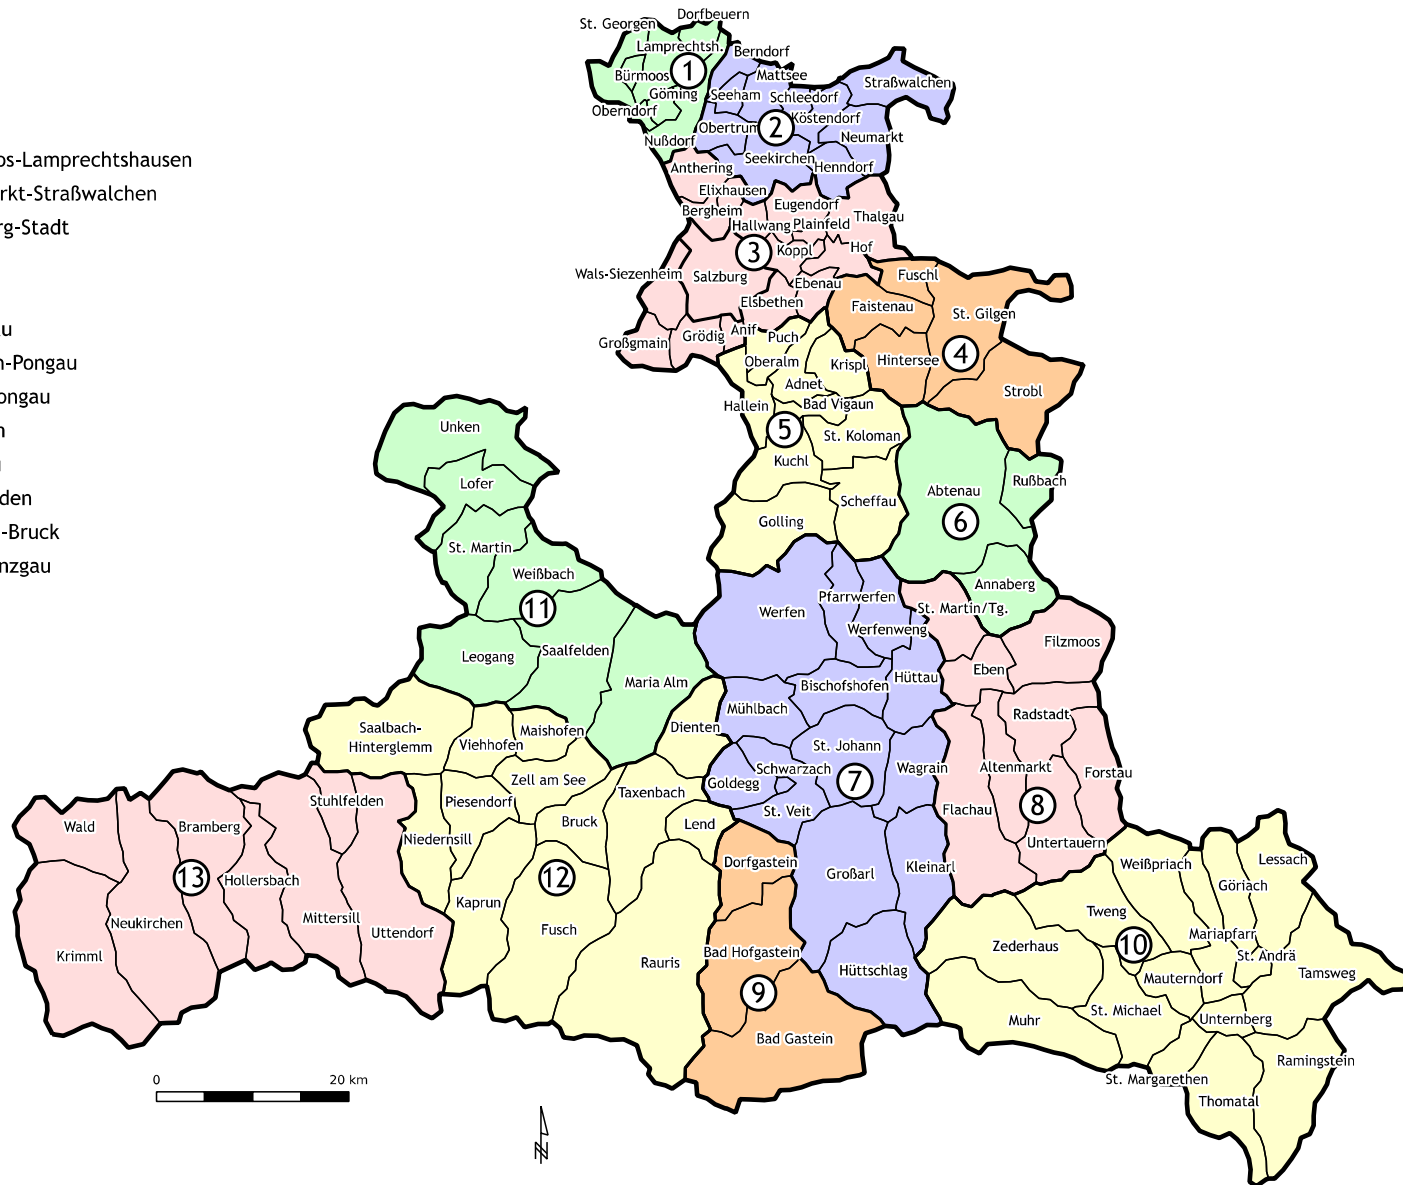 os-Lamprechtshausen
rkt-Straßwalchen
rg-Stadt
u
n-Pongau
ongau
n
den
-Bruck
nzgau
St. Georgen
Dorfbeuern
Lamprechtsh.
1
Bürmoos
Göming
Oberndorf
Nußdorf
Berndorf
Mattsee
Straßwalchen
Seeham
Schleedorf
Köstendorf
Obertrum
2
Neumarkt
Seekirchen
Henndorf
Anthering
Elixhausen
Bergheim
Eugendorf
Thalgau
Hallwang
Plainfeld
3
Koppl
Hof
Wals-Siezenheim
Salzburg
Ebenau
Elsbethen
Großgmain
Grödig
Anif
Fuschl
Faistenau
St. Gilgen
Hintersee
4
Strobl
Puch
Oberalm
Krispl
Adnet
Hallein
Bad Vigaun
5
St. Koloman
Kuchl
Scheffau
Golling
Abtenau
Rußbach
6
Annaberg
Unken
Lofer
St. Martin
Weißbach
11
Leogang
Saalfelden
Maria Alm
Werfen
Pfarrwerfen
Werfenweng
Bischofshofen
Hüttau
Mühlbach
St. Johann
Schwarzach
7
Wagrain
Goldegg
St. Veit
Großarl
Kleinarl
Hüttschlag
St. Martin/Tg.
Filzmoos
Eben
Radstadt
Altenmarkt
Forstau
Flachau
8
Untertauern
Dorfgastein
Bad Hofgastein
9
Bad Gastein
Weißpriach
Lessach
Göriach
Tweng
Zederhaus
10
Mariapfarr
St. Andrä
Mauterndorf
Tamsweg
Muhr
St. Michael
Unternberg
St. Margarethen
Ramingstein
Thomatal
Saalbach-
Hinterglemm
Viehhofen
Maishofen
Dienten
Zell am See
Piesendorf
Taxenbach
Bruck
Lend
Niedernsill
12
Kaprun
Fusch
Rauris
Wald
Bramberg
Stuhlfelden
13
Hollersbach
Neukirchen
Mittersill
Uttendorf
Krimml
0
20 km
N